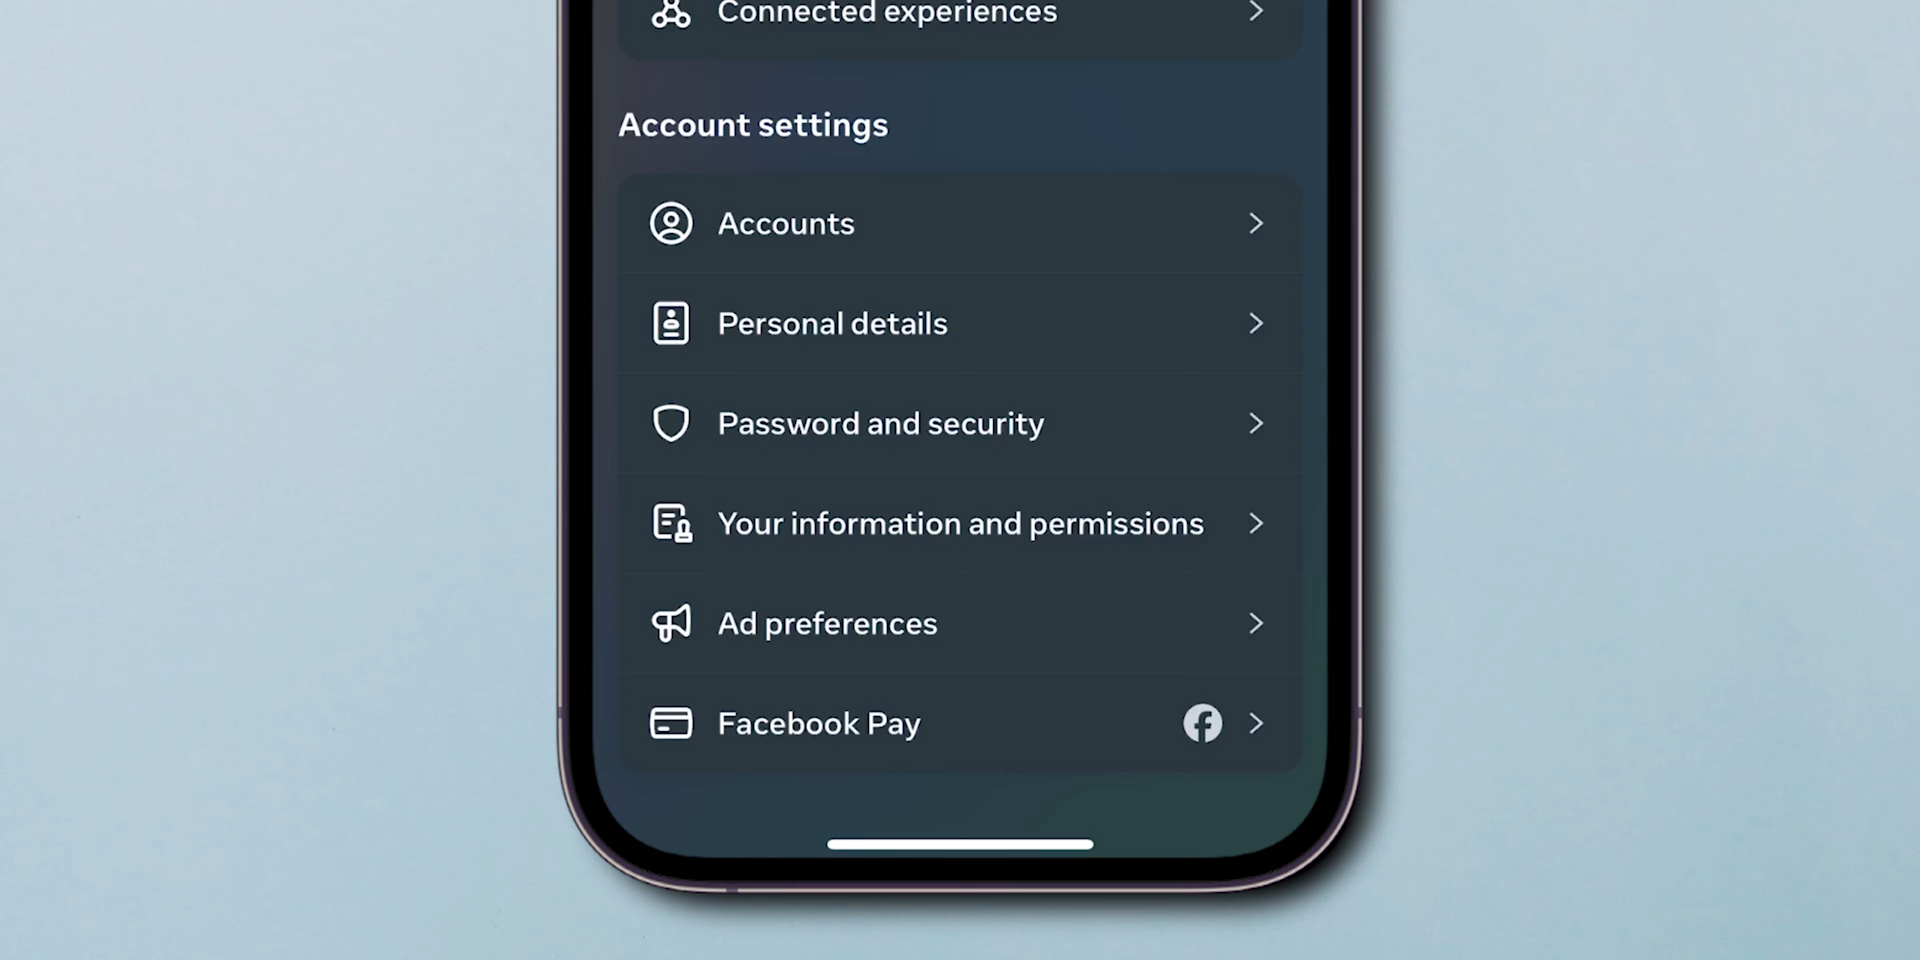 Connected experiences
Account settings
Accounts
Personal details
Password and security
Your information and permissions
Ad preferences
Facebook Pay